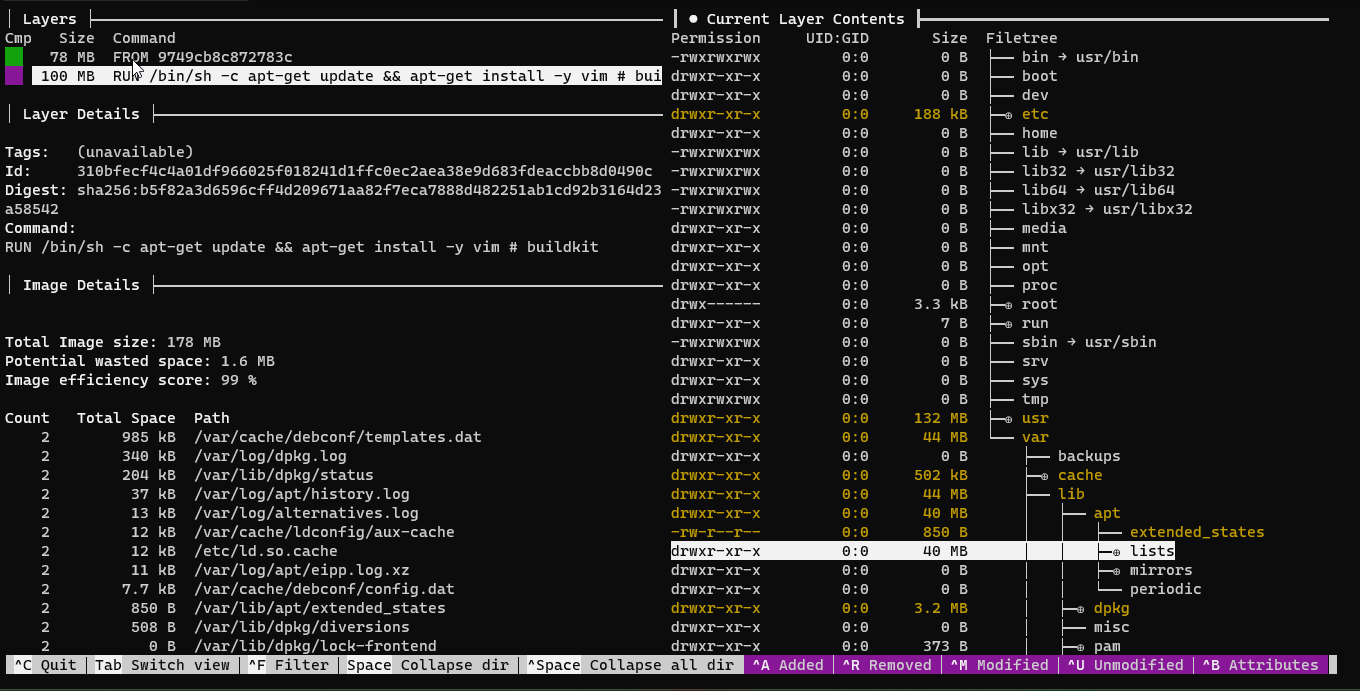 Layers
Cmp Size Command
78 MB FROM 9749cb8c872783c
100 MB RUN /bin/sh -c apt-get update && apt-get install -y vim # bui
Layer Details
Tags: (unavailable)
Id: 310bfecf4c4a01df966025f018241d1ffc0ec2aea38e9d683fdeaccbb8d0490c
Digest: sha256:b5f82a3d6596cff4d209671aa82f7eca7888d482251ab1cd92b3164d23
a58542
Command:
RUN /bin/sh -c apt-get update && apt-get install -y vim # buildkit
Image Details
Total Image size: 178 MB
Potential wasted space: 1.6 MB
Image efficiency score: 99 %
Count Total Space Path
2 985 kB /var/cache/debconf/templates.dat
2 340 kB /var/log/dpkg.log
2 204 kB /var/lib/dpkg/status
2 37 kB /var/log/apt/history.log
2 13 kB /var/log/alternatives.log
2 12 kB /var/cache/ldconfig/aux-cache
2 12 kB /etc/ld.so.cache
2 11 kB /var/log/apt/eipp.log.xz
2 7.7 kB /var/cache/debconf/config.dat
2 850 B /var/lib/apt/extended_states
2 508 B /var/lib/dpkg/diversions
2 0 B /var/lib/dpkg/lock-frontend
● Current Layer Contents
Permission UID:GID Size Filetree
-rwxrwxrwx 0:0 0 B ├── bin → usr/bin
drwxr-xr-x 0:0 0 B ├── boot
drwxr-xr-x 0:0 0 B ├── dev
drwxr-xr-x 0:0 188 kB ├─⊕ etc
drwxr-xr-x 0:0 0 B ├── home
-rwxrwxrwx 0:0 0 B ├── lib → usr/lib
-rwxrwxrwx 0:0 0 B ├── lib32 → usr/lib32
-rwxrwxrwx 0:0 0 B ├── lib64 → usr/lib64
-rwxrwxrwx 0:0 0 B ├── libx32 → usr/libx32
drwxr-xr-x 0:0 0 B ├── media
drwxr-xr-x 0:0 0 B ├── mnt
drwxr-xr-x 0:0 0 B ├── opt
drwxr-xr-x 0:0 0 B ├── proc
drwx------ 0:0 3.3 kB ├─⊕ root
drwxr-xr-x 0:0 7 B ├─⊕ run
-rwxrwxrwx 0:0 0 B ├── sbin → usr/sbin
drwxr-xr-x 0:0 0 B ├── srv
drwxr-xr-x 0:0 0 B ├── sys
drwxrwxrwx 0:0 0 B ├── tmp
drwxr-xr-x 0:0 132 MB ├─⊕ usr
drwxr-xr-x 0:0 44 MB └── var
drwxr-xr-x 0:0 0 B ├── backups
drwxr-xr-x 0:0 502 kB ├─⊕ cache
drwxr-xr-x 0:0 44 MB ├── lib
drwxr-xr-x 0:0 40 MB │ ├── apt
-rw-r--r-- 0:0 850 B │ │ ├── extended_states
drwxr-xr-x 0:0 40 MB │ │ ├─⊕ lists
drwxr-xr-x 0:0 0 B │ │ ├─⊕ mirrors
drwxr-xr-x 0:0 0 B │ │ └── periodic
drwxr-xr-x 0:0 3.2 MB │ ├─⊕ dpkg
drwxr-xr-x 0:0 0 B │ ├── misc
drwxr-xr-x 0:0 373 B │ ├─⊕ pam
^C Quit | Tab Switch view | ^F Filter | Space Collapse dir | ^Space Collapse all dir ^A Added | ^R Removed | ^M Modified | ^U Unmodified | ^B Attributes